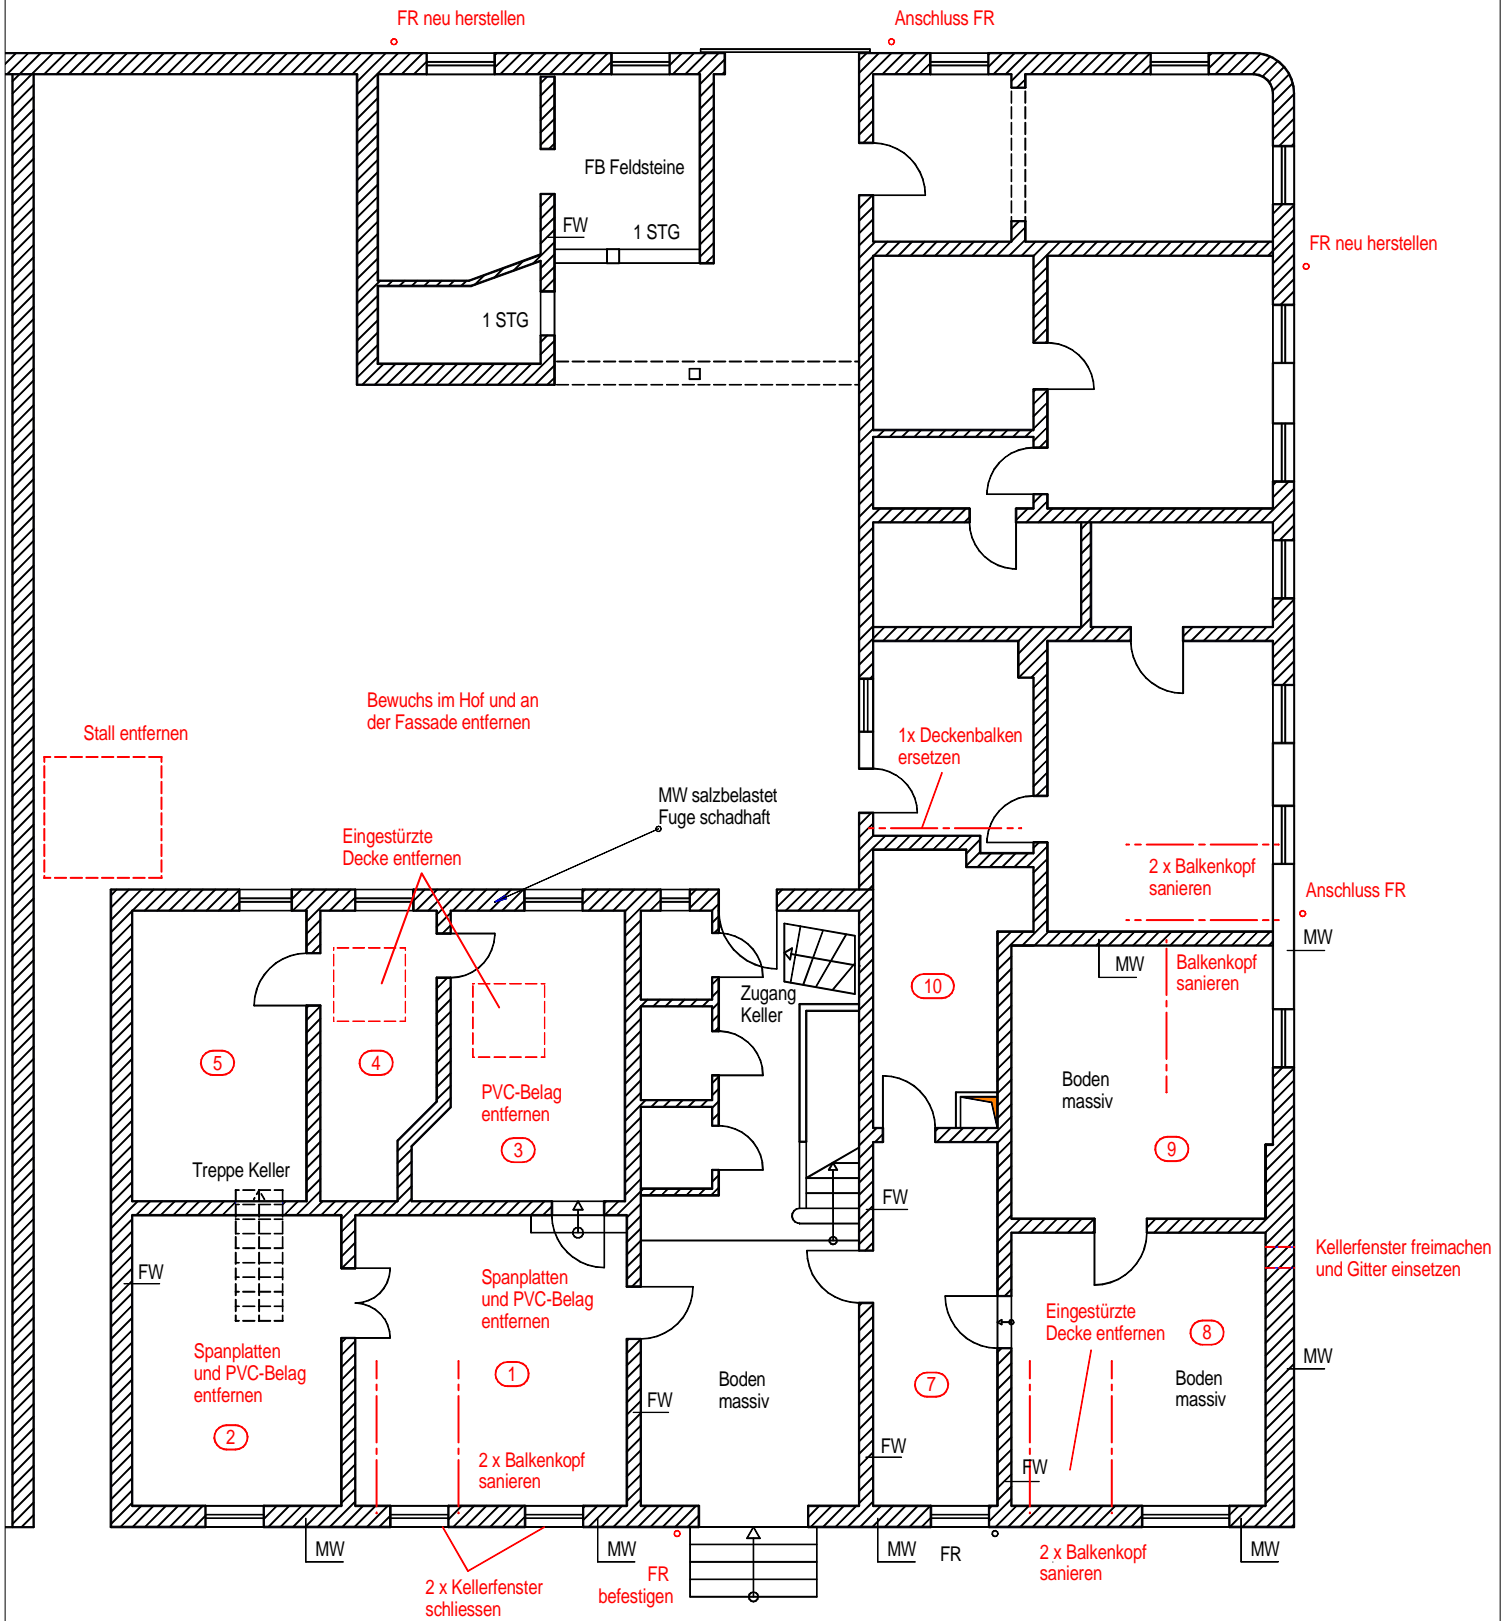 FR neu herstellen
Anschluss FR
FB Feldsteine
FW
1 STG
FR neu herstellen
1 STG
Bewuchs im Hof und an
der Fassade entfernen
Stall entfernen
1x Deckenbalken
ersetzen
MW salzbelastet
Fuge schadhaft
Eingestürzte
Decke entfernen
2 x Balkenkopf
sanieren
Anschluss FR
MW
MW
Balkenkopf
sanieren
10
Zugang
Keller
5
4
PVC-Belag
entfernen
3
Boden
massiv
9
Treppe Keller
FW
FW
Spanplatten
und PVC-Belag
entfernen
Kellerfenster freimachen
und Gitter einsetzen
Eingestürzte
Decke entfernen
8
Spanplatten
und PVC-Belag
entfernen
1
Boden
massiv
7
Boden
massiv
MW
2
FW
FW
FW
2 x Balkenkopf
sanieren
MW
MW
MW
FR
2 x Balkenkopf
sanieren
MW
2 x Kellerfenster
schliessen
FR
befestigen